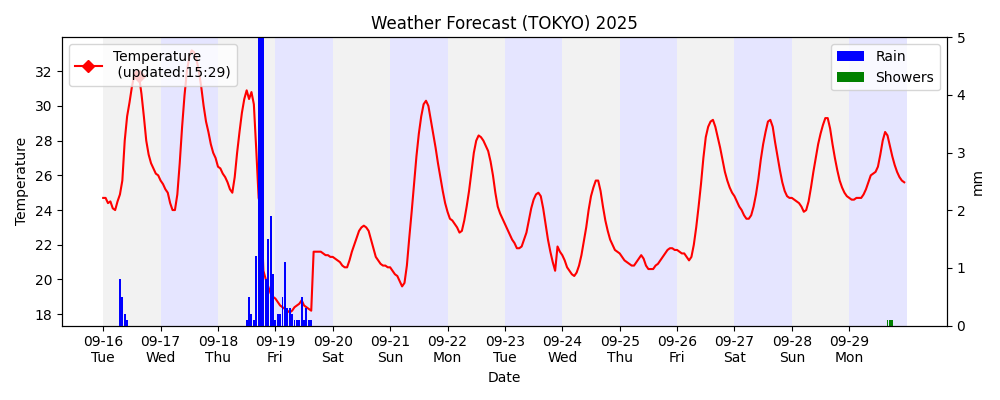 Weather Forecast (TOKYO) 2025
Temperature
(updated:15:29)
Rain
Showers
Temperature
32
30
28
26
24
22
20
18
5
4
3
2
1
0
mm
09-16 09-17 09-18 09-19 09-20 09-21 09-22 09-23 09-24 09-25 09-26 09-27 09-28 09-29
Tue Wed Thu Fri Sat Sun Mon Tue Wed Thu Fri Sat Sun Mon
Date